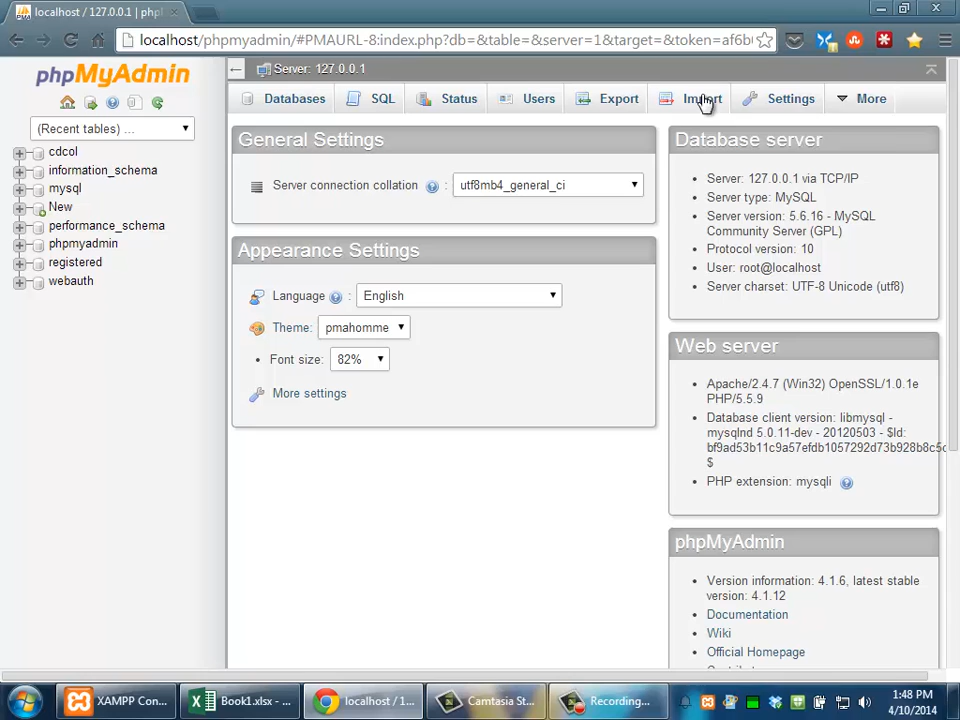 localhost / 127.0.0.1 | phpl
localhost/phpmyadmin/#PMAURL-8:index.php?db=&table=&server=1&target=&token=af6b
phpMyAdmin
(Recent tables) ...
cdcol
information_schema
mysql
New
performance_schema
phpmyadmin
registered
webauth
Server: 127.0.0.1
Databases SQL Status Users Export Import Settings More
General Settings
Server connection collation : utf8mb4_general_ci
Appearance Settings
Language : English
Theme: pmahomme
Font size: 82%
More settings
Database server
Server: 127.0.0.1 via TCP/IP
Server type: MySQL
Server version: 5.6.16 - MySQL
Community Server (GPL)
Protocol version: 10
User: root@localhost
Server charset: UTF-8 Unicode (utf8)
Web server
Apache/2.4.7 (Win32) OpenSSL/1.0.1e
PHP/5.5.9
Database client version: libmysql -
mysqlnd 5.0.11-dev - 20120503 - $Id:
bf9ad53b11c9a57efdb1057292d73b928b8c5c
$
PHP extension: mysqli
phpMyAdmin
Version information: 4.1.6, latest stable
version: 4.1.12
Documentation
Wiki
Official Homepage
XAMPP Con... Book1.xlsx - ... localhost / 1... Camtasia St... Recording...
1:48 PM
4/10/2014